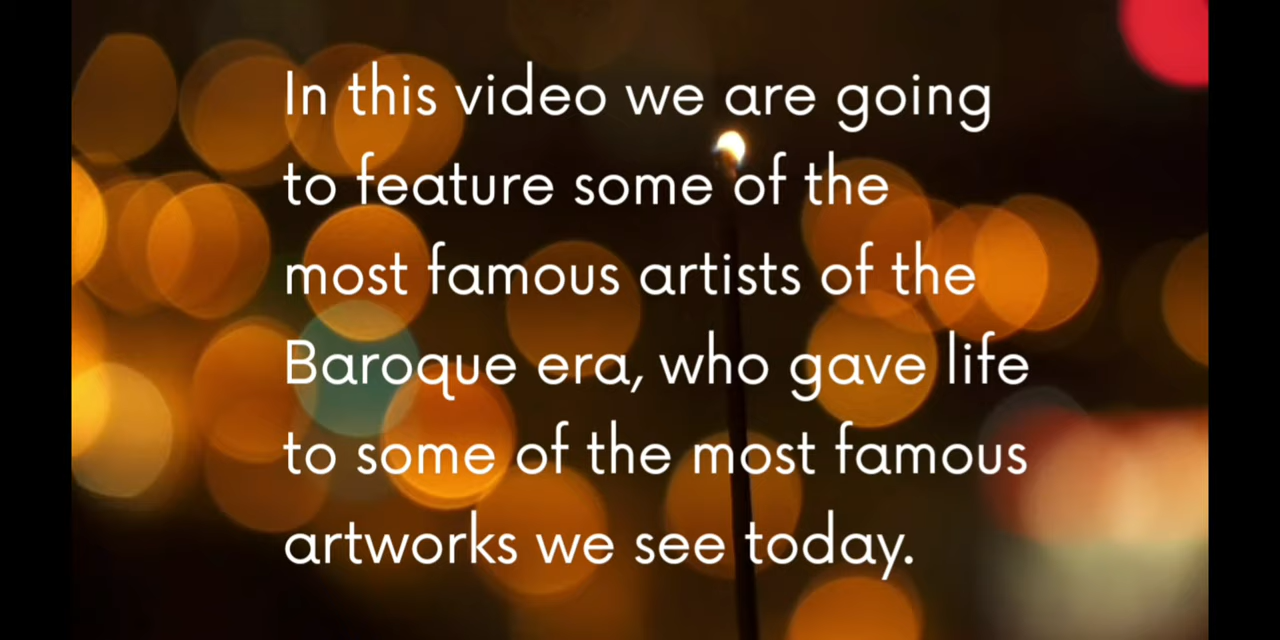 In this video we are going
to feature some of the
most famous artists of the
Baroque era, who gave life
to some of the most famous
artworks we see today.